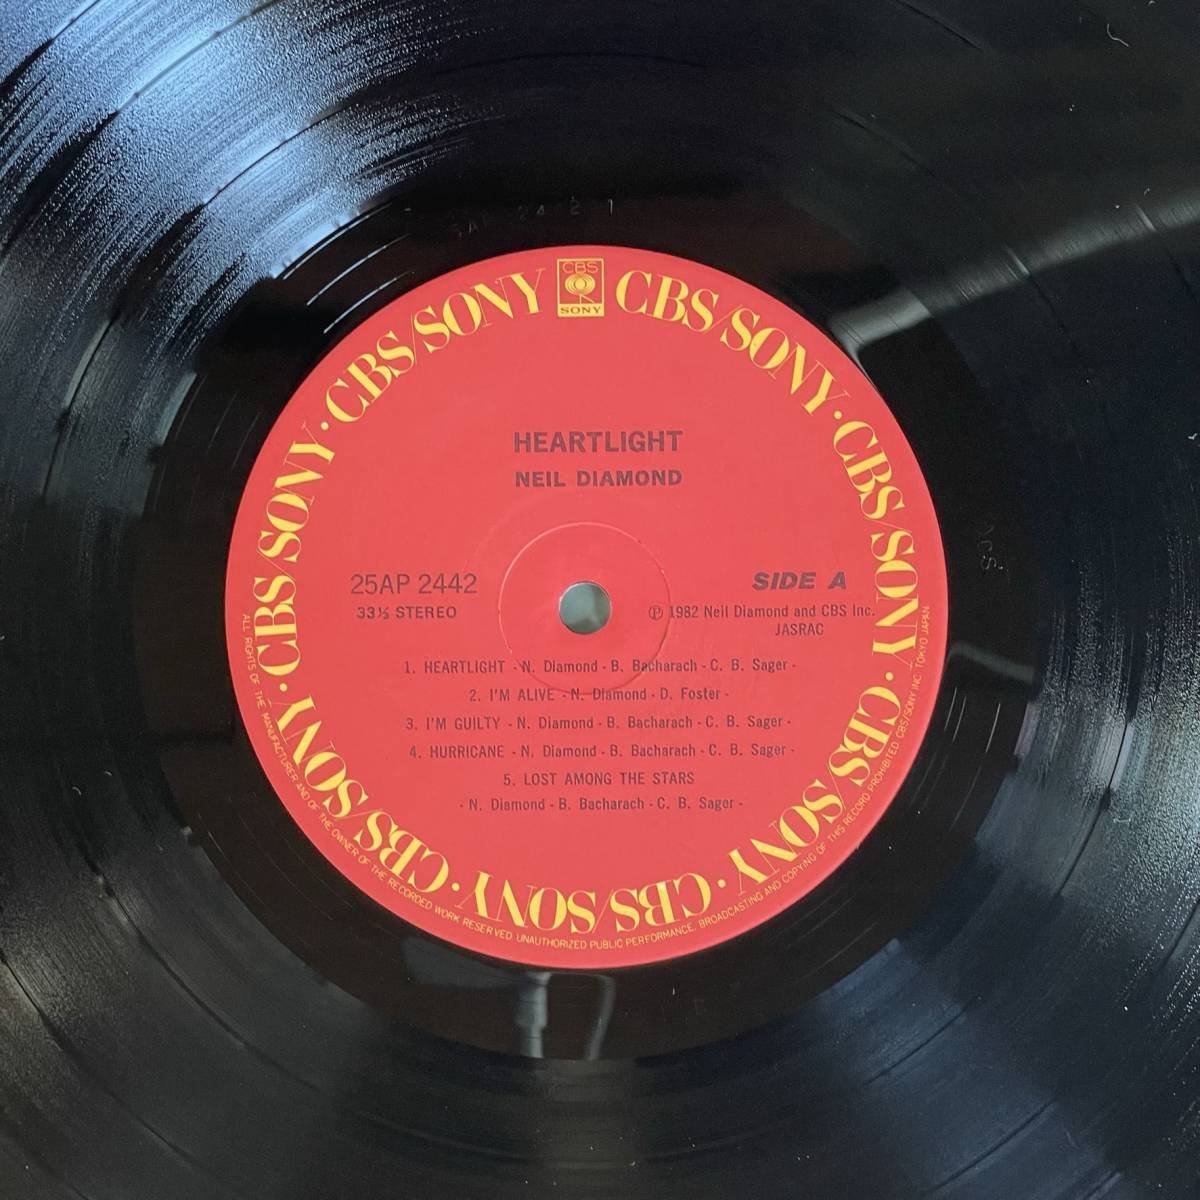 CBS
SONY
CBS/SONY · CBS/SONY · CBS/SONY · CBS/SONY · CBS/SONY · CBS/SONY · CBS/SONY · CBS/SONY
HEARTLIGHT
NEIL DIAMOND
25AP 2442
33⅓ STEREO
SIDE A
Ⓟ 1982 Neil Diamond and CBS Inc.
JASRAC
1. HEARTLIGHT - N. Diamond - B. Bacharach - C. B. Sager -
2. I'M ALIVE - N. Diamond - D. Foster -
3. I'M GUILTY - N. Diamond - B. Bacharach - C. B. Sager -
4. HURRICANE - N. Diamond - B. Bacharach - C. B. Sager -
5. LOST AMONG THE STARS
- N. Diamond - B. Bacharach - C. B. Sager -
ALL RIGHTS OF THE MANUFACTURER AND OF THE OWNER OF THE RECORDED WORK RESERVED. UNAUTHORIZED PUBLIC PERFORMANCE, BROADCASTING AND COPYING OF THIS RECORD PROHIBITED CBS/SONY INC. TOKYO JAPAN